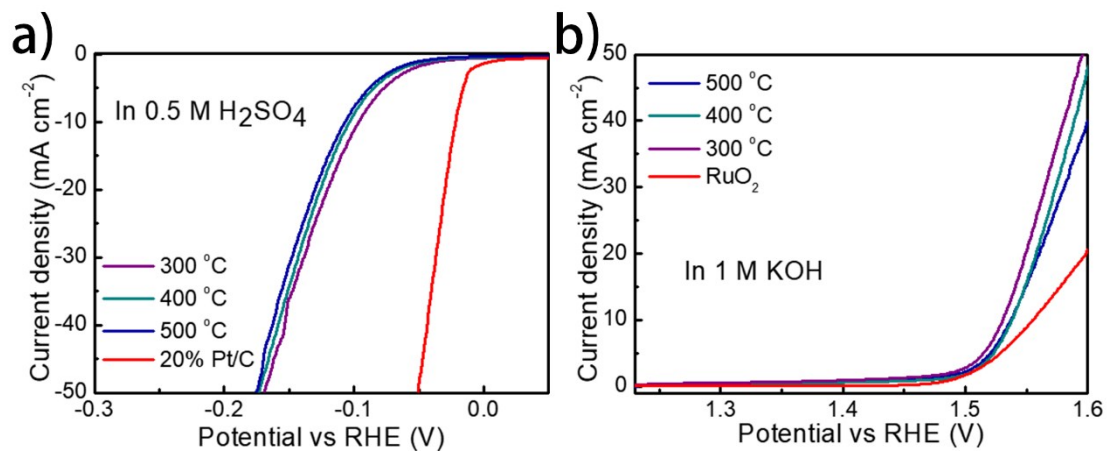 a)
Current density (mA cm⁻²)
0
-10
-20
-30
-40
-50
In 0.5 M H₂SO₄
300 °C
400 °C
500 °C
20% Pt/C
-0.3
-0.2
-0.1
0.0
Potential vs RHE (V)
b)
Current density (mA cm⁻²)
50
40
30
20
10
0
500 °C
400 °C
300 °C
RuO₂
In 1 M KOH
1.3
1.4
1.5
1.6
Potential vs RHE (V)